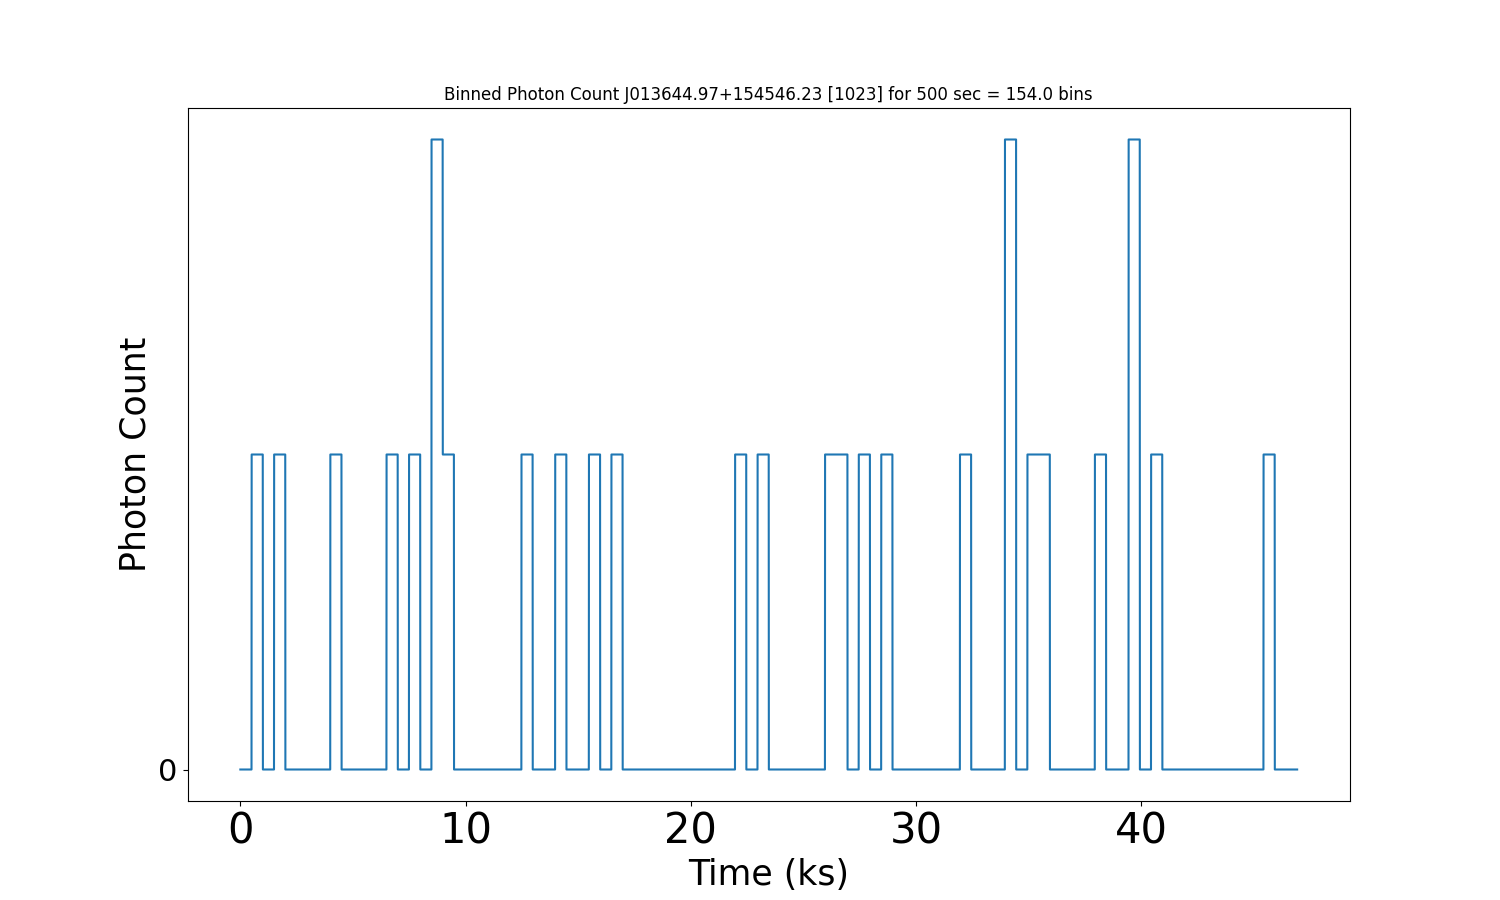 Binned Photon Count J013644.97+154546.23 [1023] for 500 sec = 154.0 bins
Photon Count
0
0 10 20 30 40
Time (ks)